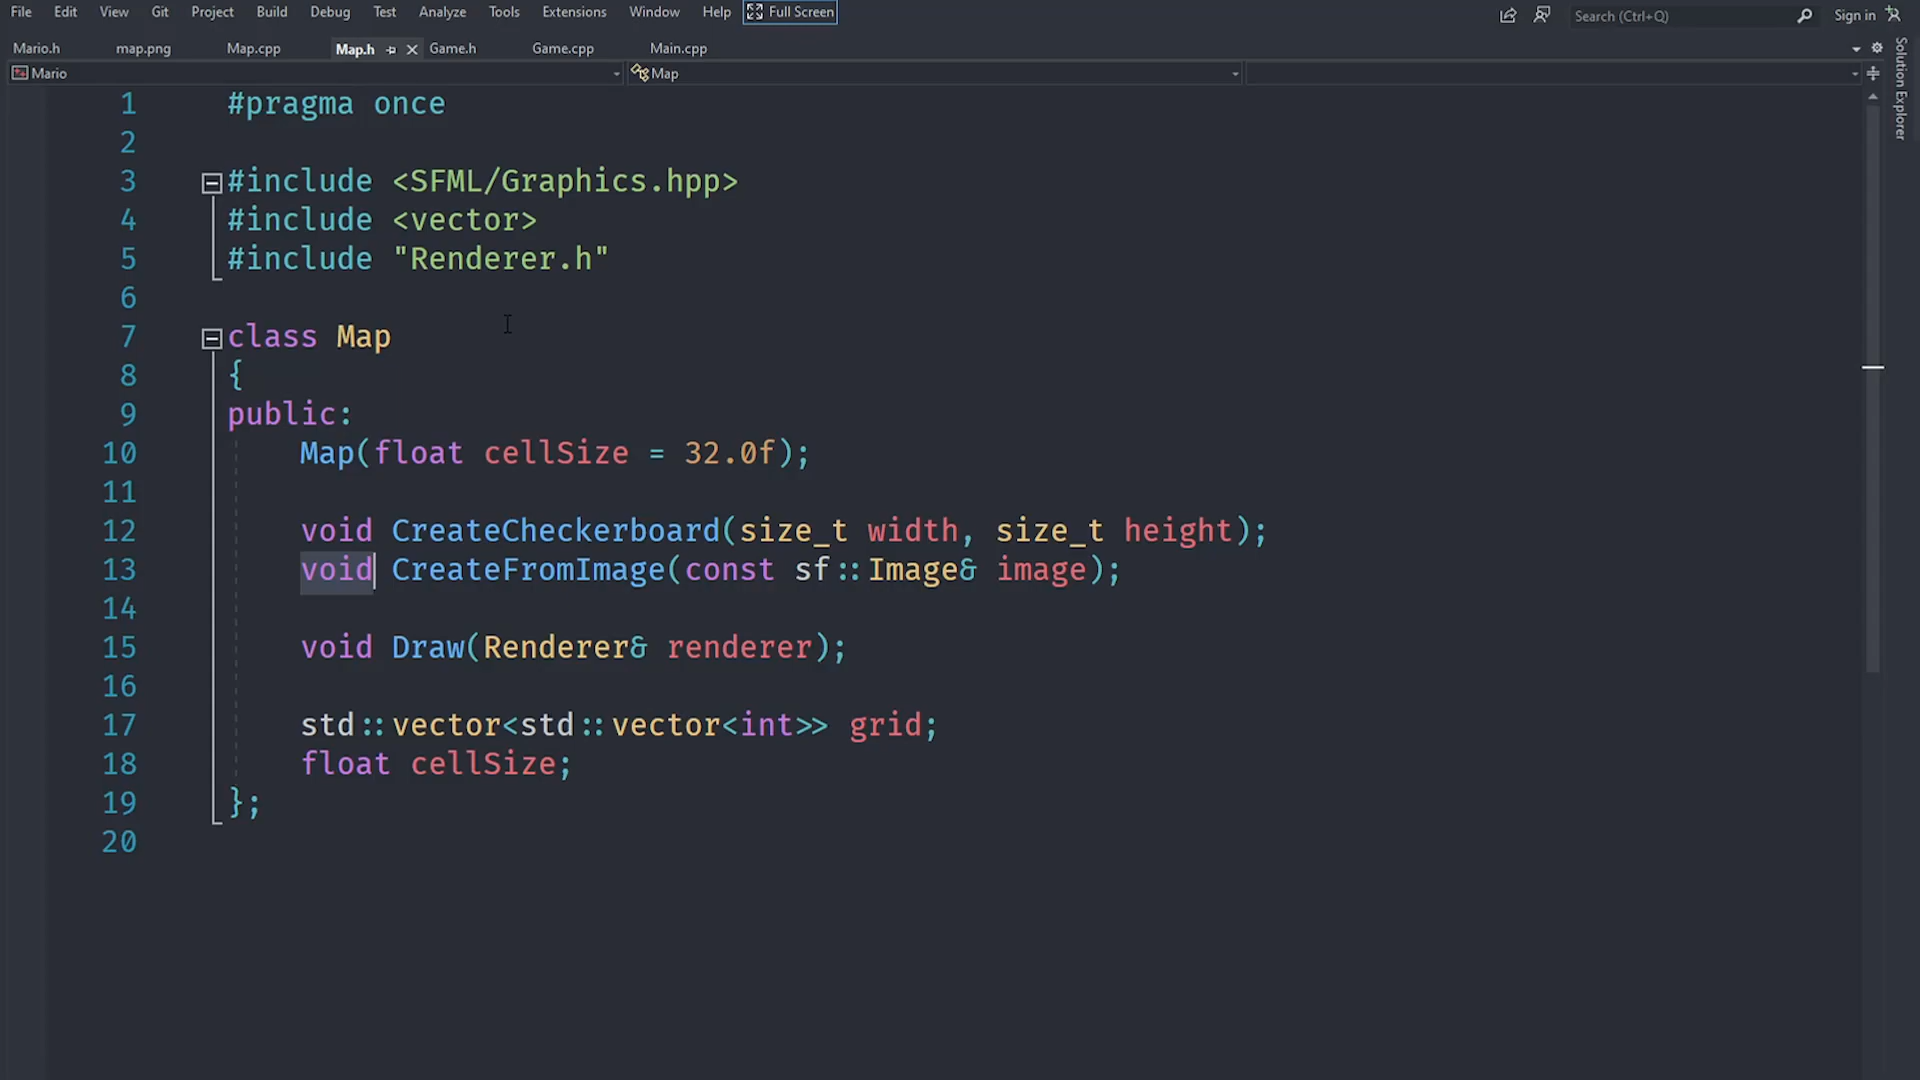 File Edit View Git Project Build Debug Test Analyze Tools Extensions Window Help Full Screen Search (Ctrl+Q) Sign in
Mario.h map.png Map.cpp Map.h Game.h Game.cpp Main.cpp
Mario Map
Solution Explorer
1 #pragma once
2
3 #include <SFML/Graphics.hpp>
4 #include <vector>
5 #include "Renderer.h"
6
7 class Map
8 {
9 public:
10 Map(float cellSize = 32.0f);
11
12 void CreateCheckerboard(size_t width, size_t height);
13 void CreateFromImage(const sf::Image& image);
14
15 void Draw(Renderer& renderer);
16
17 std::vector<std::vector<int>> grid;
18 float cellSize;
19 };
20